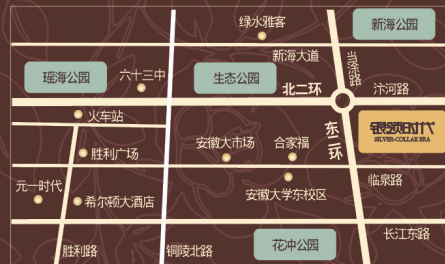 绿水雅客
新海公园
新海大道
当涂路
瑶海公园
六十三中
生态公园
北二环
汴河路
火车站
银领时代
SILVER-COLLAR ERA
东二环
胜利广场
安徽大市场
合家福
元一时代
希尔顿大酒店
安徽大学东校区
临泉路
花冲公园
长江东路
胜利路
铜陵北路